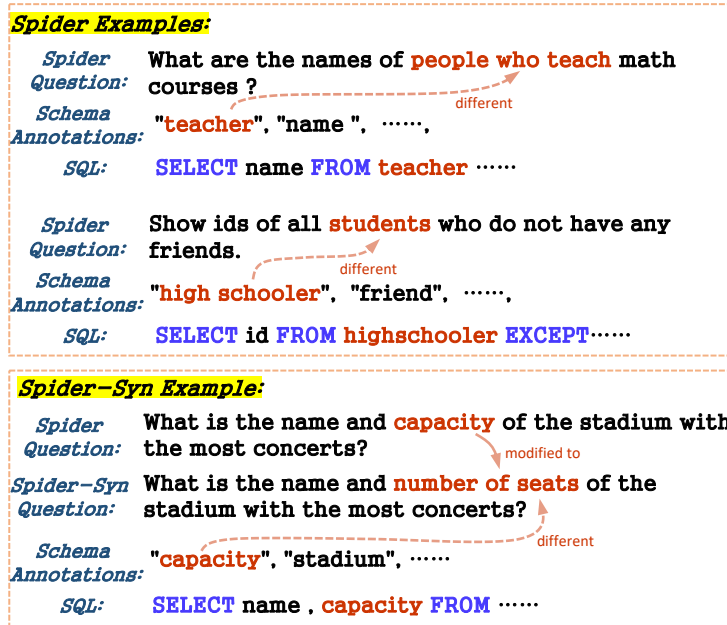 Spider Examples:
Spider Question: What are the names of people who teach math courses ?
different
Schema Annotations: "teacher", "name ", ……,
SQL: SELECT name FROM teacher ……
Spider Question: Show ids of all students who do not have any friends.
different
Schema Annotations: "high schooler", "friend", ……,
SQL: SELECT id FROM highschooler EXCEPT……
Spider-Syn Example:
Spider Question: What is the name and capacity of the stadium with the most concerts?
modified to
Spider-Syn Question: What is the name and number of seats of the stadium with the most concerts?
different
Schema Annotations: "capacity", "stadium", ……
SQL: SELECT name , capacity FROM ……